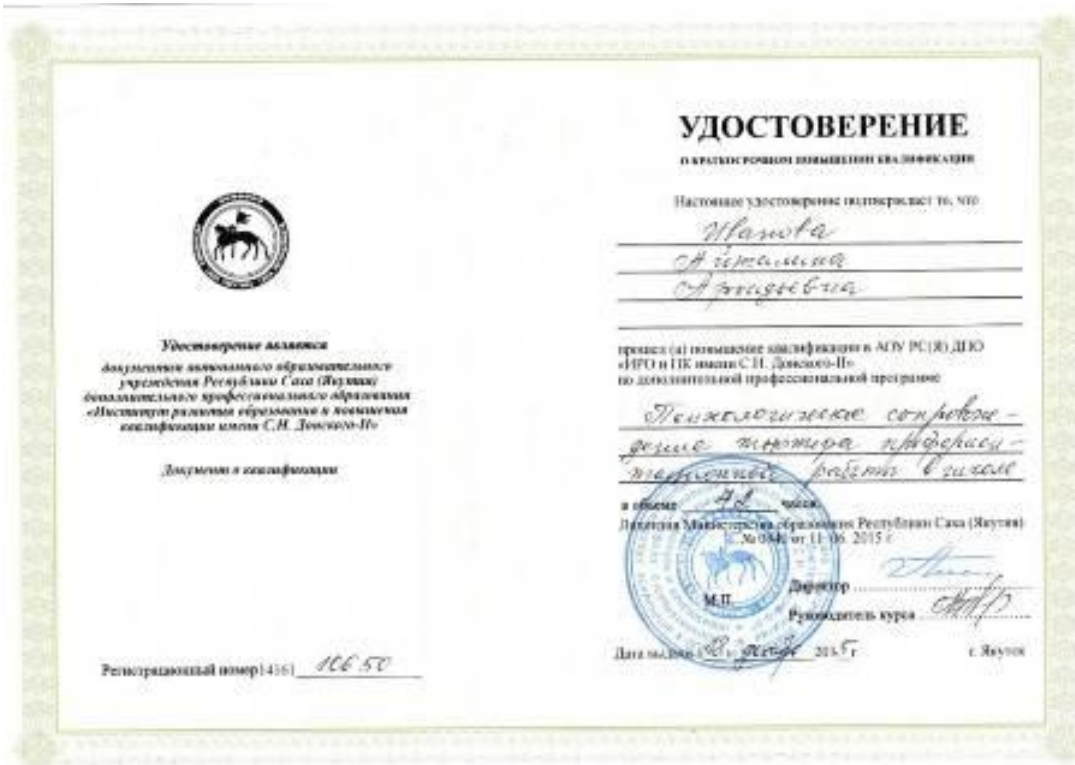 Удостоверение является
документом автономного образовательного
учреждения Республики Саха (Якутия)
дополнительного профессионального образования
«Институт развития образования и повышения
квалификации имени С.Н. Донского-II»
Документ о квалификации
Регистрационный номер 14361 10650
УДОСТОВЕРЕНИЕ
О КРАТКОСРОЧНОМ ПОВЫШЕНИИ КВАЛИФИКАЦИИ
Настоящее удостоверение подтверждает то, что
Иванова
прошел (а) повышение квалификации в АОУ РС(Я) ДПО
«ИРО и ПК имени С.Н. Донского-II»
по дополнительной профессиональной программе
Психологическое сопровож-
дение тьютора профориен-
тационной работы в школе
в объеме часов
Лицензия Министерства образования Республики Саха (Якутия)
от 11 06 2015 г
Директор
М.П.
Руководитель курса
Дата выдачи 2015 г г. Якутск